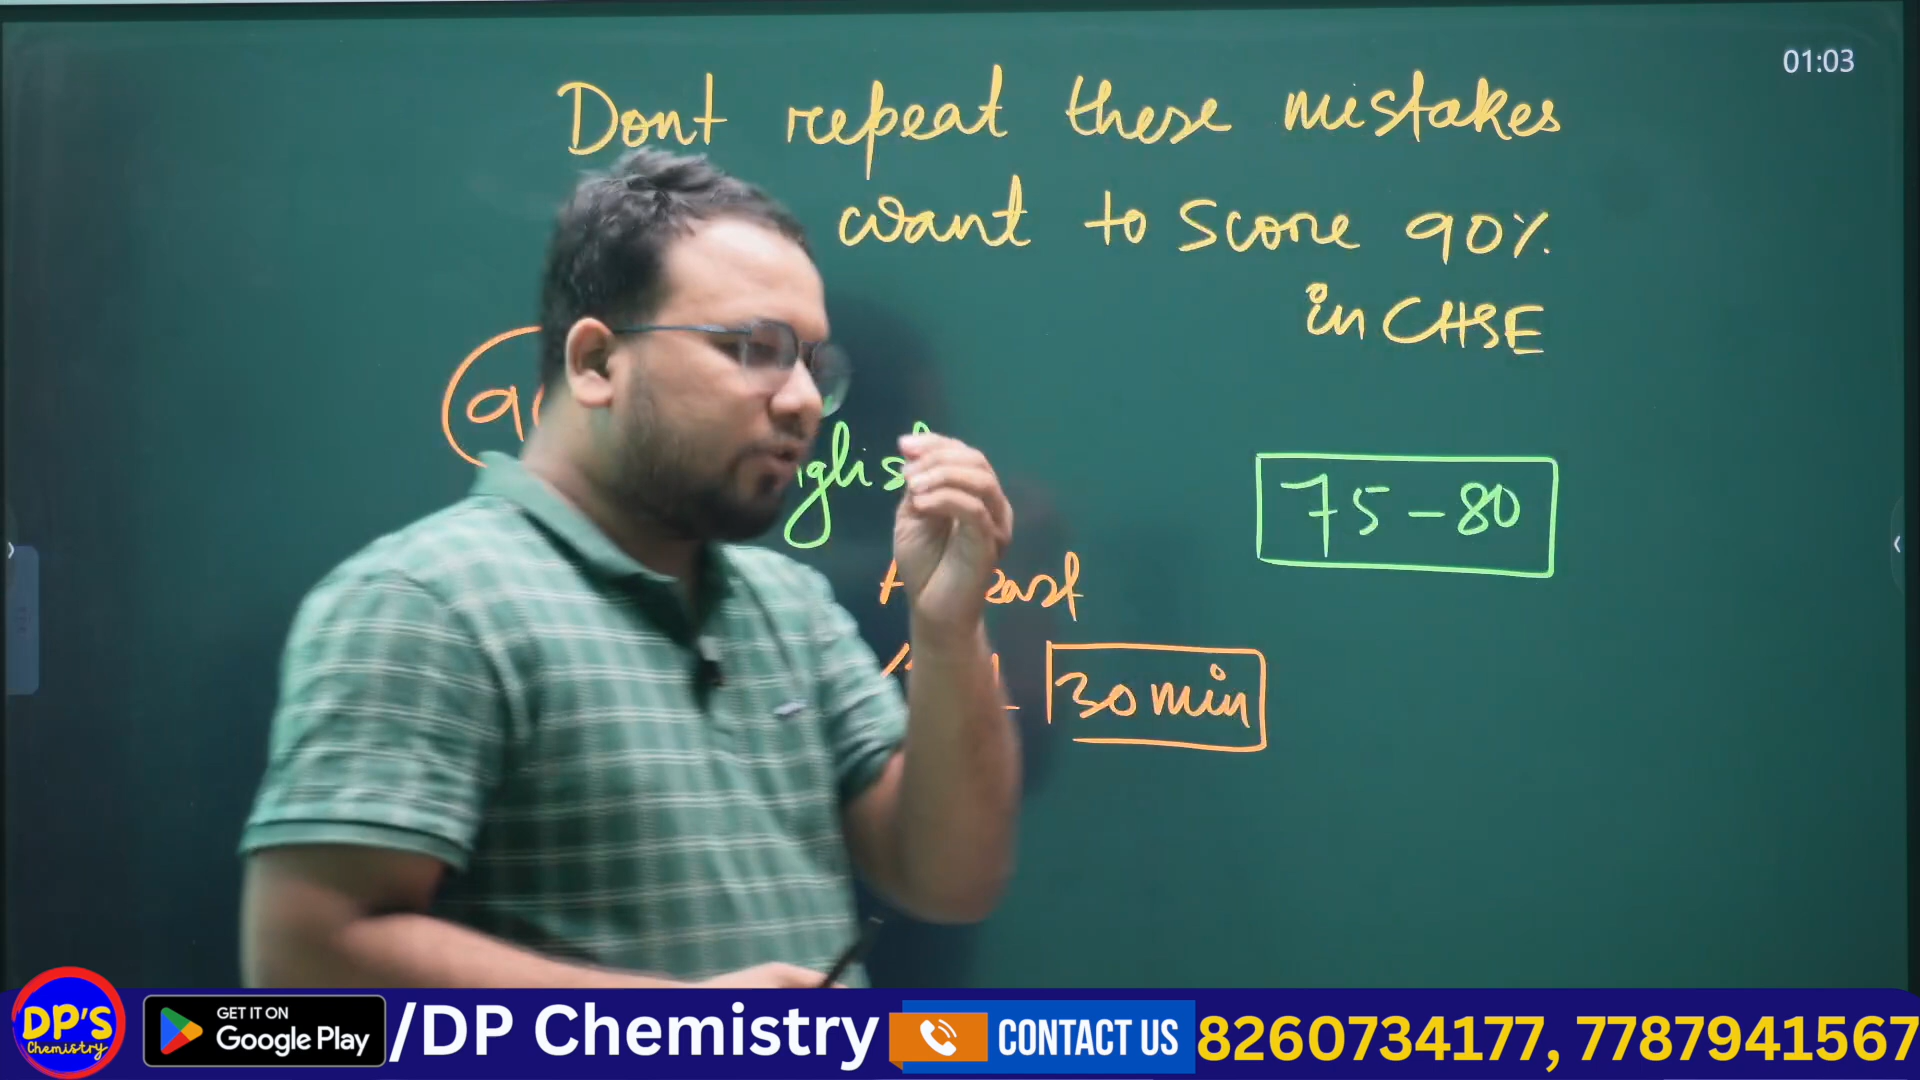 01:03
Dont repeat these mistakes
want to score 90%
in CHSE
75-80
30 min
DP'S
Chemistry
GET IT ON
Google Play
/DP Chemistry
CONTACT US
8260734177, 7787941567